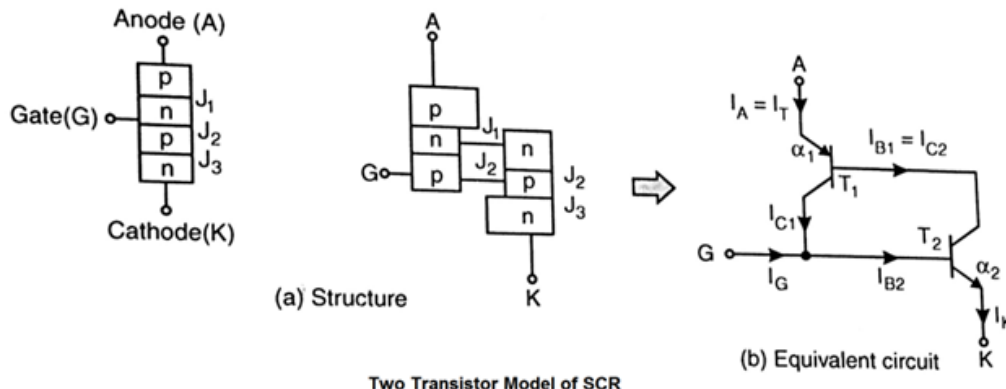 Anode (A)
p
n
p
n
J1
J2
J3
Gate(G)
Cathode(K)
A
p
n
p
G
J1
J2
n
p
n
J2
J3
K
(a) Structure
A
IA = IT
α1
T1
IB1 = IC2
IC1
G
IG
IB2
T2
α2
IK
K
(b) Equivalent circuit
Two Transistor Model of SCR